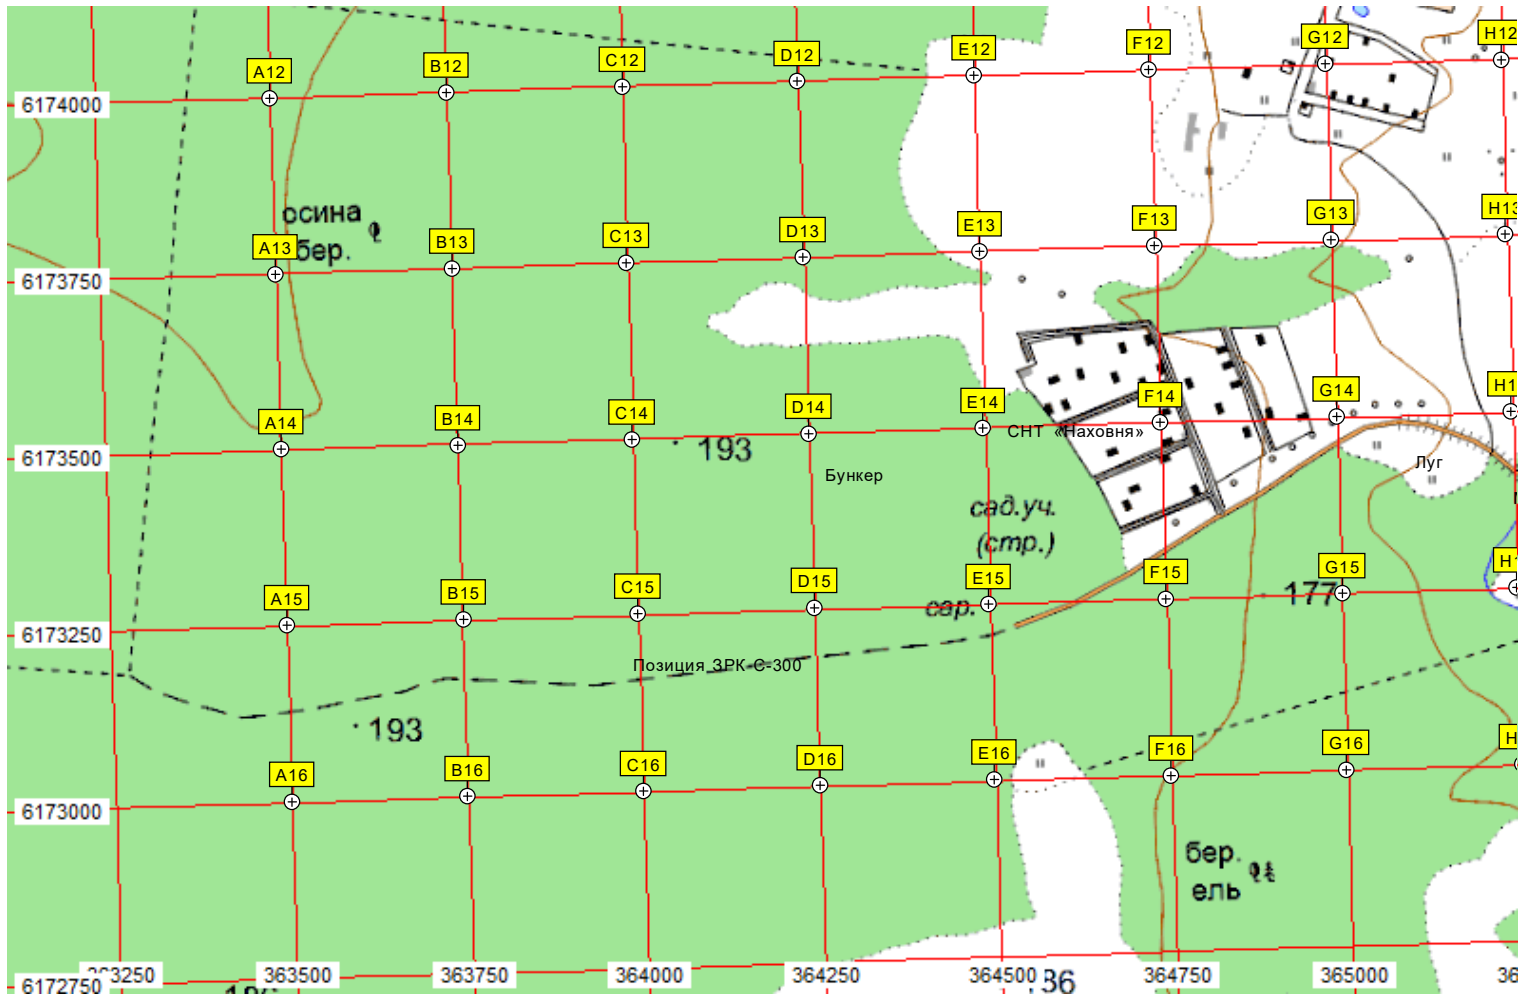 A12 B12 C12 D12 E12 F12 G12 H12
6174000
осина
бер.
A13 B13 C13 D13 E13 F13 G13 H13
6173750
A14 B14 C14 D14 E14 F14 G14
6173500
193
СНТ «Наховня»
Бункер
Луг
сад.уч.
(стр.)
A15 B15 C15 D15 E15 F15 G15
сар.
177
6173250
Позиция ЗРК С-300
193
A16 B16 C16 D16 E16 F16 G16
6173000
бер.
ель
6172750
363250 363500 363750 364000 364250 364500 364750 365000